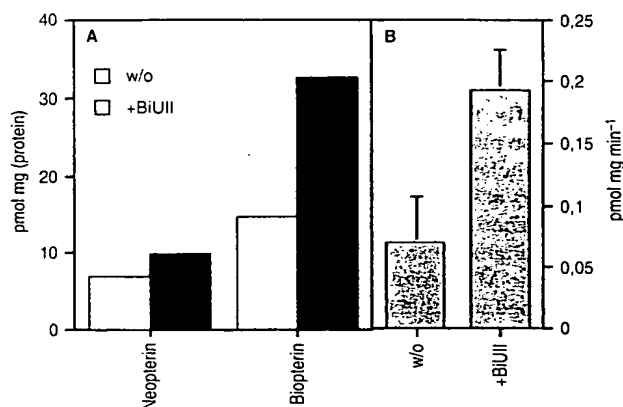 40
30
20
10
0
pmol mg (protein)
A
w/o
+BiUII
Neopterin
Biopterin
B
w/o
+BiUII
0,25
0,2
0,15
0,1
0,05
0
pmol mg min⁻¹